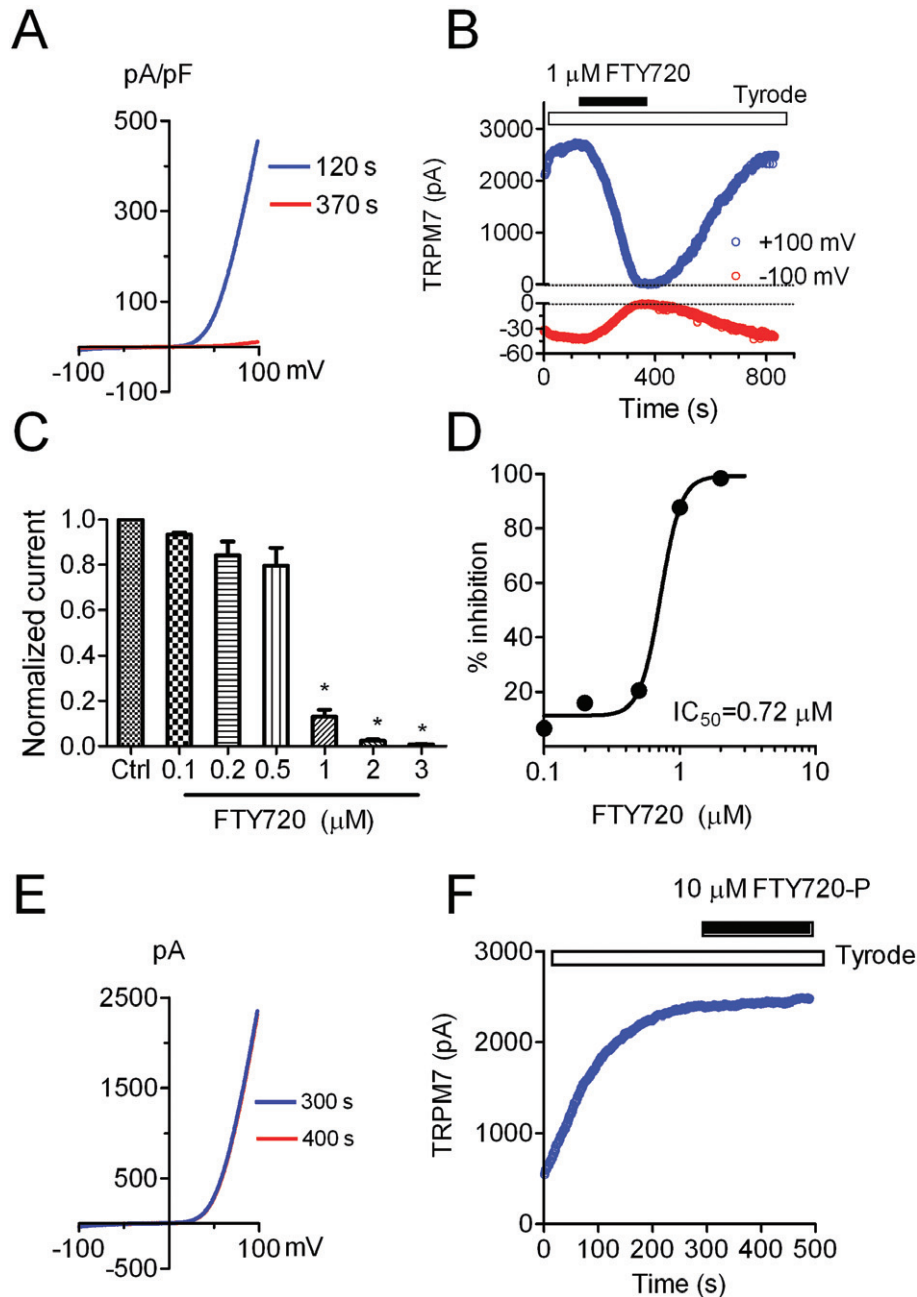 A
pA/pF
500
300
100
-100
-100
100 mV
120 s
370 s
B
1 µM FTY720
Tyrode
TRPM7 (pA)
3000
2000
1000
0
0
-30
-60
+100 mV
-100 mV
0
400
800
Time (s)
C
Normalized current
1.0
0.8
0.6
0.4
0.2
0.0
* * *
Ctrl 0.1 0.2 0.5 1 2 3
FTY720 (µM)
D
% inhibition
100
80
60
40
20
IC50=0.72 µM
0.1 1 10
FTY720 (µM)
E
pA
2500
1500
500
-500
-100
100 mV
300 s
400 s
F
10 µM FTY720-P
Tyrode
TRPM7 (pA)
3000
2000
1000
0
0 100 200 300 400 500
Time (s)